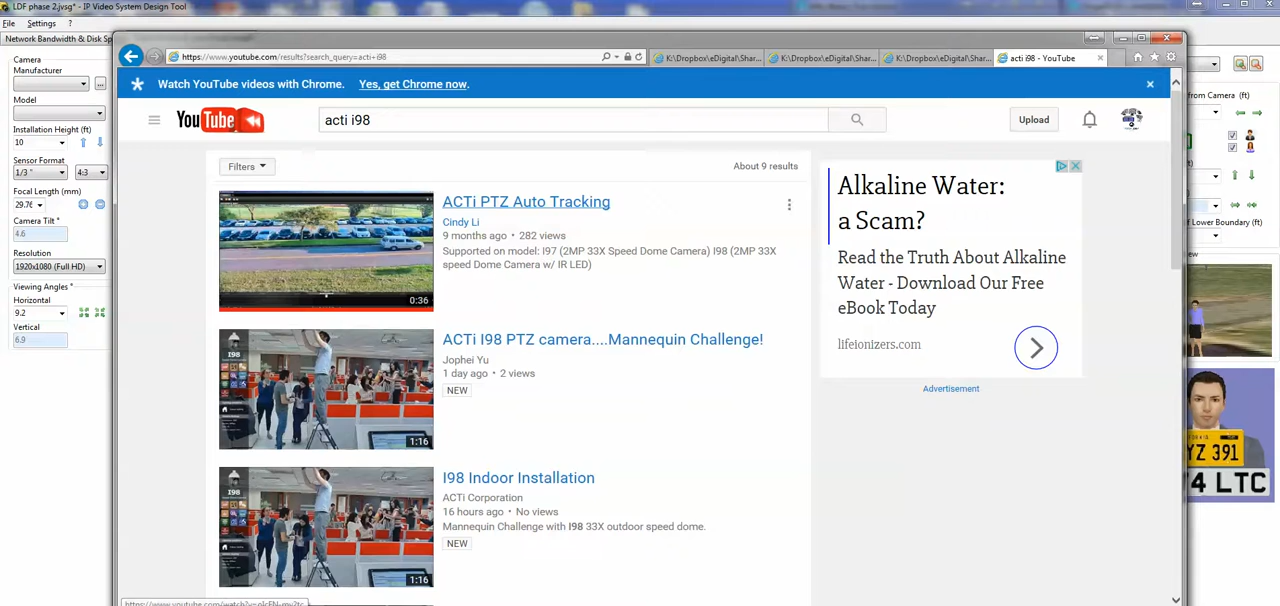 LDF phase 2.jvsg* - IP Video System Design Tool
File Settings ?
Network Bandwidth & Disk Sp
Camera
Manufacturer
...
Model
Installation Height (ft)
10
Sensor Format
1/3 " 4:3
Focal Length (mm)
29.76
Camera Tilt °
4.6
Resolution
1920x1080 (Full HD)
Viewing Angles °
Horizontal
9.2
Vertical
6.9
https://www.youtube.com/results?search_query=acti+i98
K:\Dropbox\eDigital\Shar...
K:\Dropbox\eDigital\Shar...
K:\Dropbox\eDigital\Shar...
acti i98 - YouTube
Watch YouTube videos with Chrome. Yes, get Chrome now.
YouTube
acti i98
Upload
Filters
About 9 results
ACTi PTZ Auto Tracking
Cindy Li
9 months ago • 282 views
Supported on model: I97 (2MP 33X Speed Dome Camera) I98 (2MP 33X
speed Dome Camera w/ IR LED)
0:36
ACTi I98 PTZ camera....Mannequin Challenge!
Jophei Yu
1 day ago • 2 views
NEW
I98
1:16
I98 Indoor Installation
ACTi Corporation
16 hours ago • No views
Mannequin Challenge with I98 33X outdoor speed dome.
NEW
I98
1:16
Alkaline Water:
a Scam?
Read the Truth About Alkaline
Water - Download Our Free
eBook Today
lifeionizers.com
Advertisement
from Camera (ft)
of Lower Boundary (ft)
ew
YZ 391
4 LTC